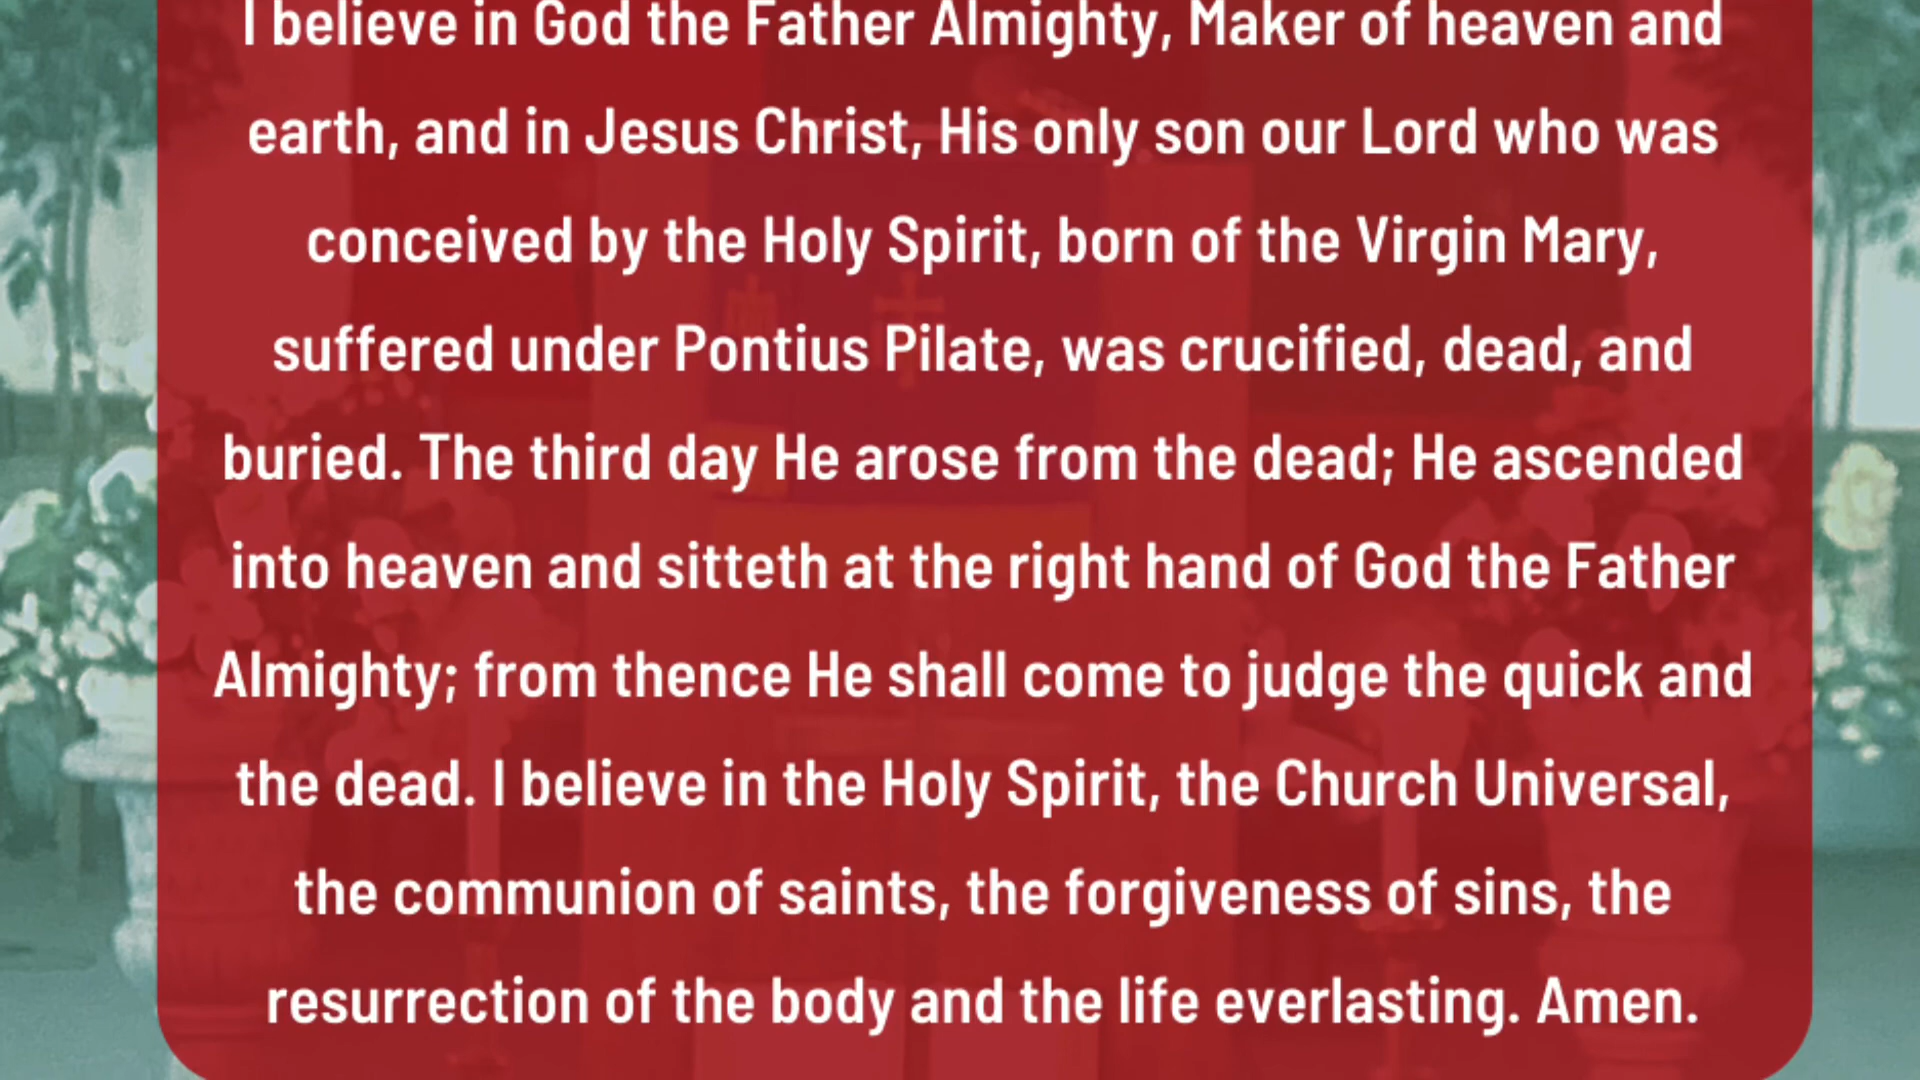 I believe in God the Father Almighty, Maker of heaven and
earth, and in Jesus Christ, His only son our Lord who was
conceived by the Holy Spirit, born of the Virgin Mary,
suffered under Pontius Pilate, was crucified, dead, and
buried. The third day He arose from the dead; He ascended
into heaven and sitteth at the right hand of God the Father
Almighty; from thence He shall come to judge the quick and
the dead. I believe in the Holy Spirit, the Church Universal,
the communion of saints, the forgiveness of sins, the
resurrection of the body and the life everlasting. Amen.